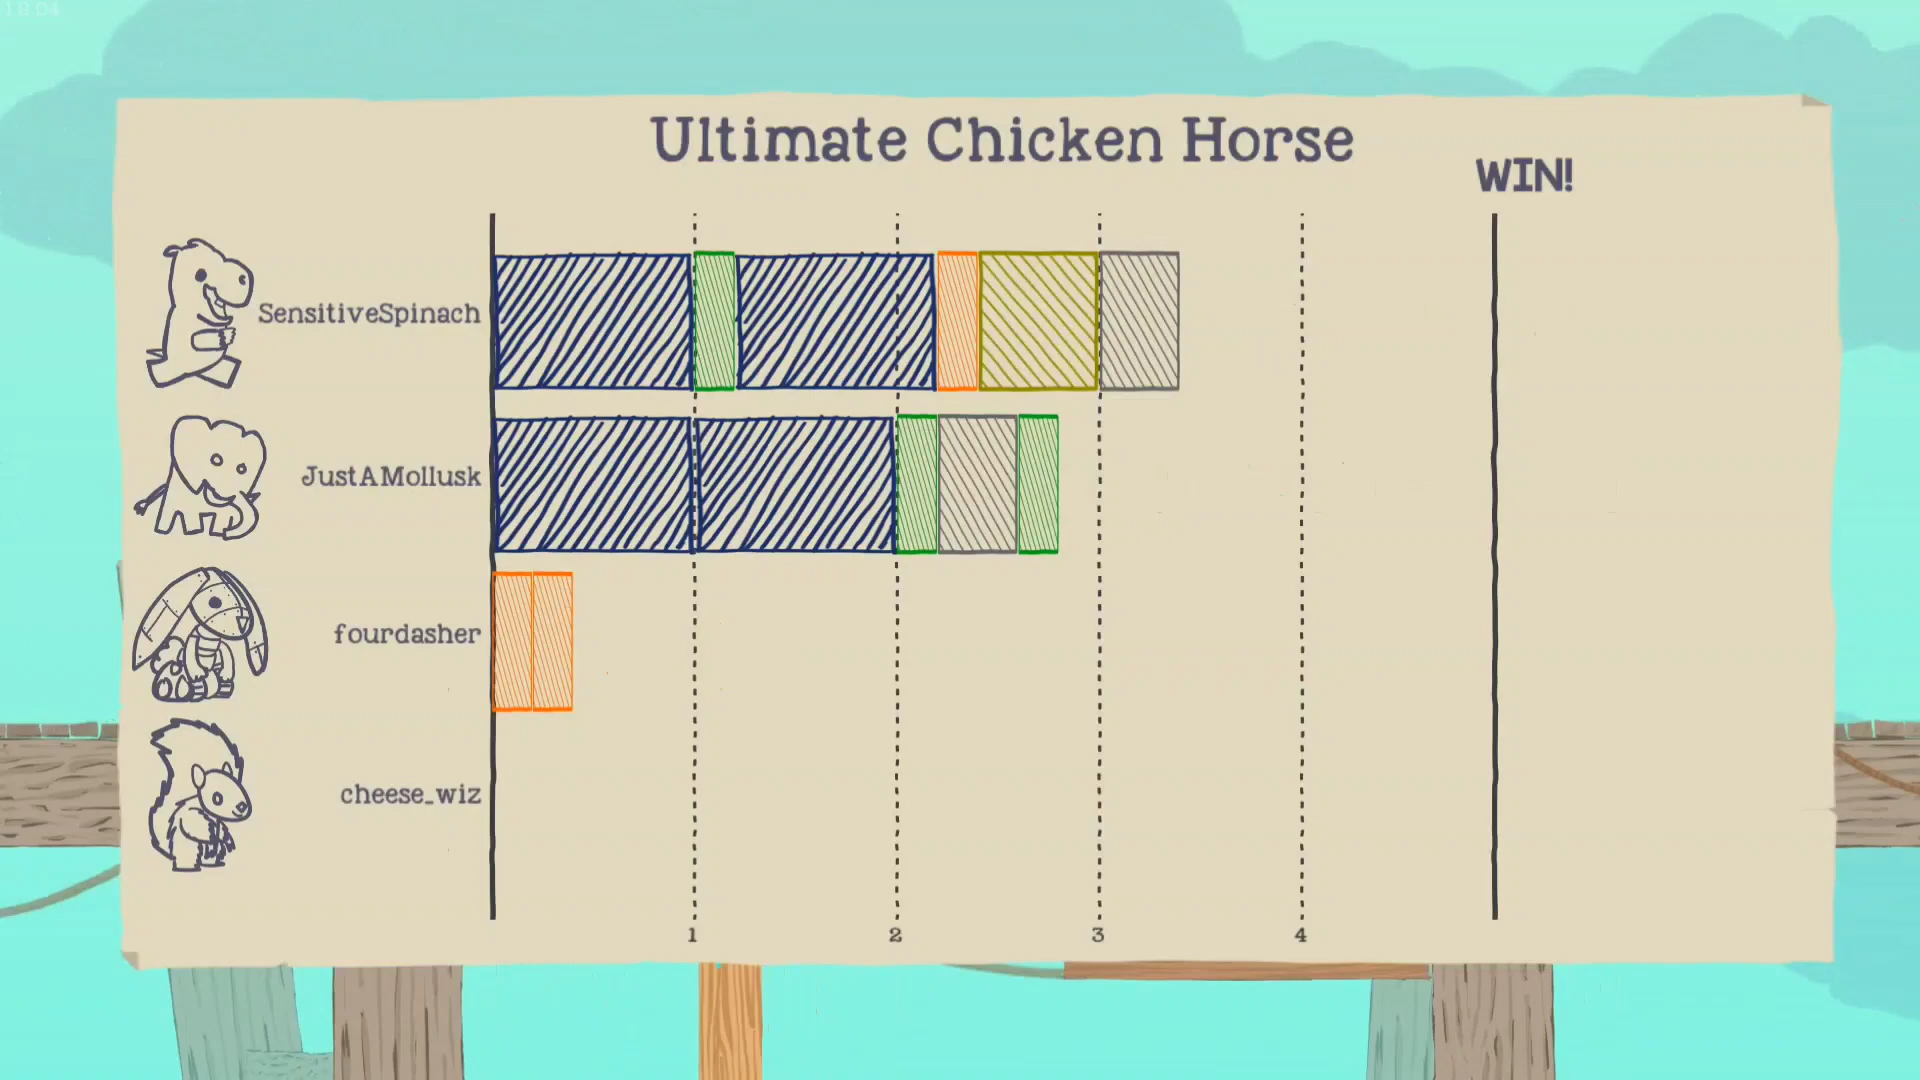 Ultimate Chicken Horse
WIN!
SensitiveSpinach
JustAMollusk
fourdasher
cheese_wiz
1 2 3 4